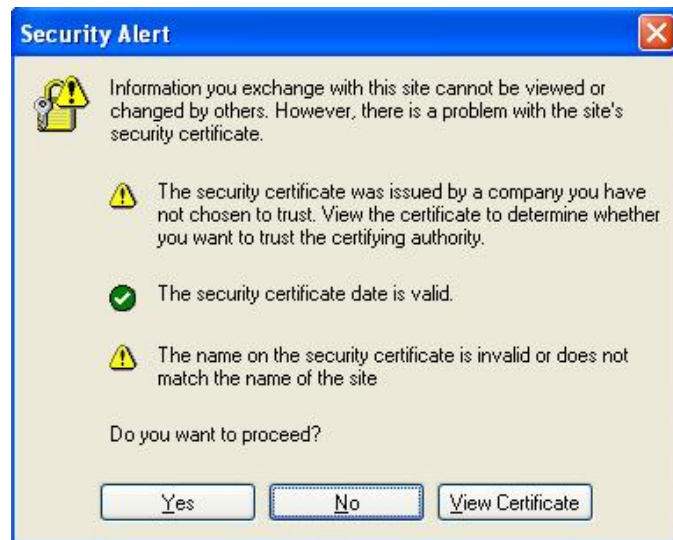 Security Alert
Information you exchange with this site cannot be viewed or
changed by others. However, there is a problem with the site's
security certificate.
The security certificate was issued by a company you have
not chosen to trust. View the certificate to determine whether
you want to trust the certifying authority.
The security certificate date is valid.
The name on the security certificate is invalid or does not
match the name of the site
Do you want to proceed?
Yes No View Certificate